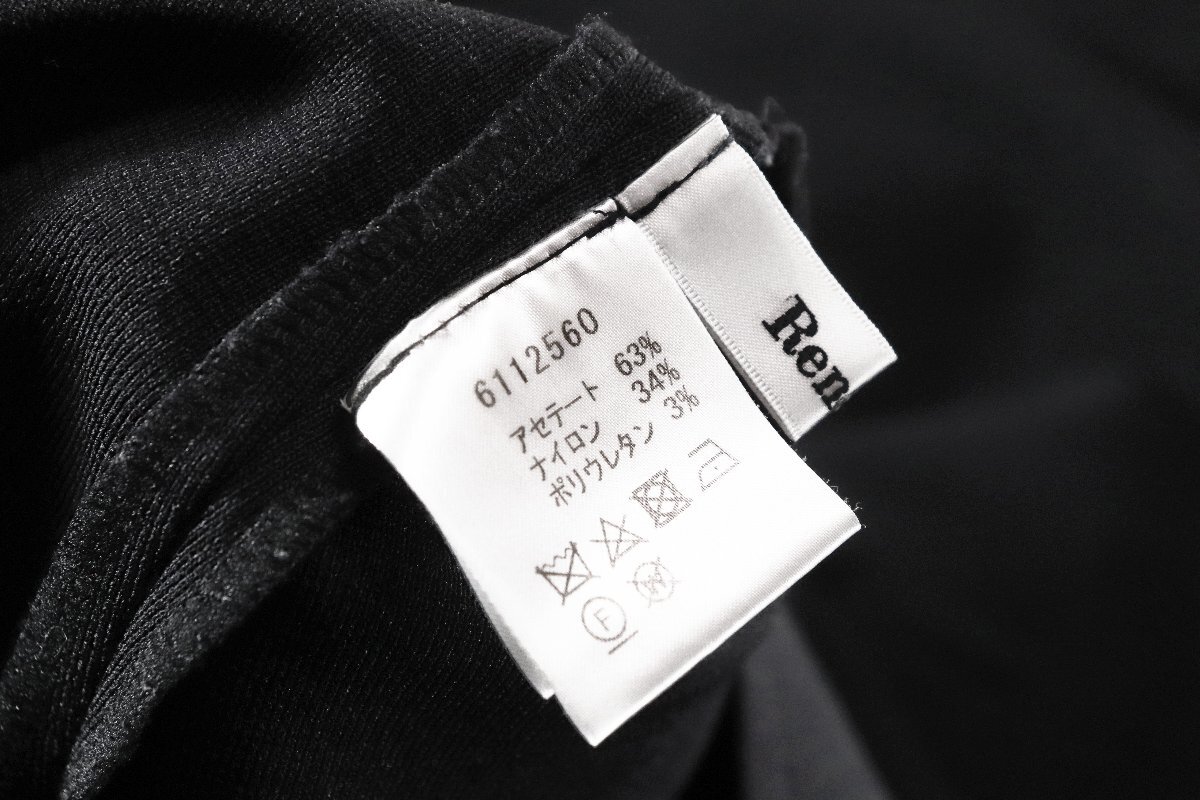 6112560
アセテート 63%
ナイロン 34%
ポリウレタン 3%
F
W
Ren